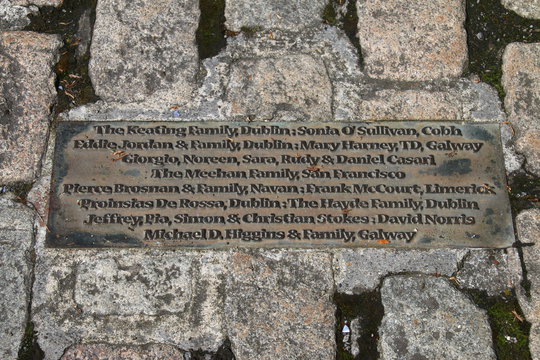 The Keating Family, Dublin : Sonia O'Sullivan, Cobh
Eddie Jordan & Family, Dublin : Mary Harney, TD, Galway
Giorgio, Noreen, Sara, Rudy & Daniel Casari
The Meehan Family, San Francisco
Pierce Brosnan & Family, Navan : Frank McCourt, Limerick
Proinsias De Rossa, Dublin : The Hayde Family, Dublin
Jeffrey, Pia, Simon & Christian Stokes : David Norris
Michael D. Higgins & Family, Galway